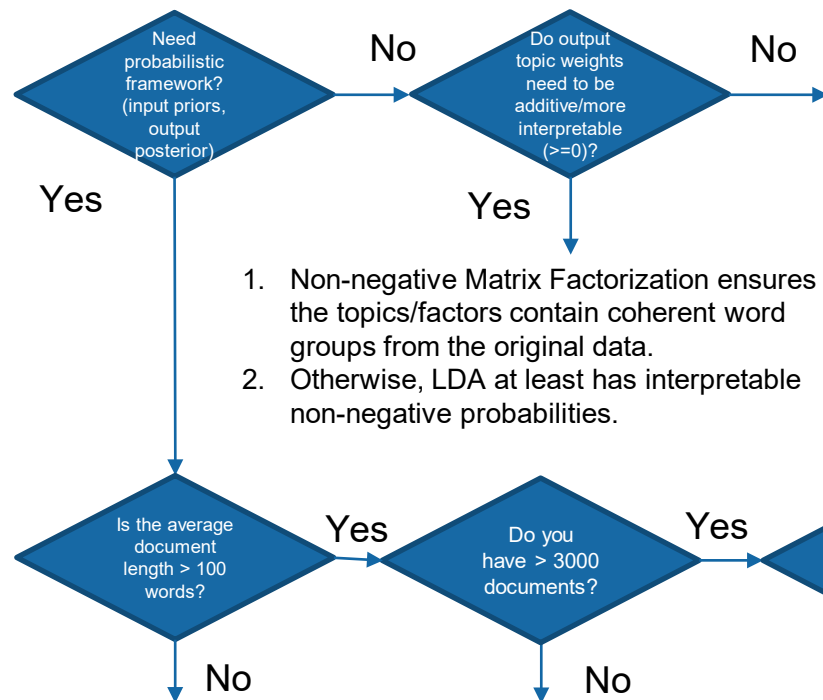 Need
probabilistic
framework?
(input priors,
output
posterior)
No
Do output
topic weights
need to be
additive/more
interpretable
(>=0)?
No
Yes
Yes
1. Non-negative Matrix Factorization ensures
the topics/factors contain coherent word
groups from the original data.
2. Otherwise, LDA at least has interpretable
non-negative probabilities.
Is the average
document
length > 100
words?
Yes
Do you
have > 3000
documents?
Yes
No
No